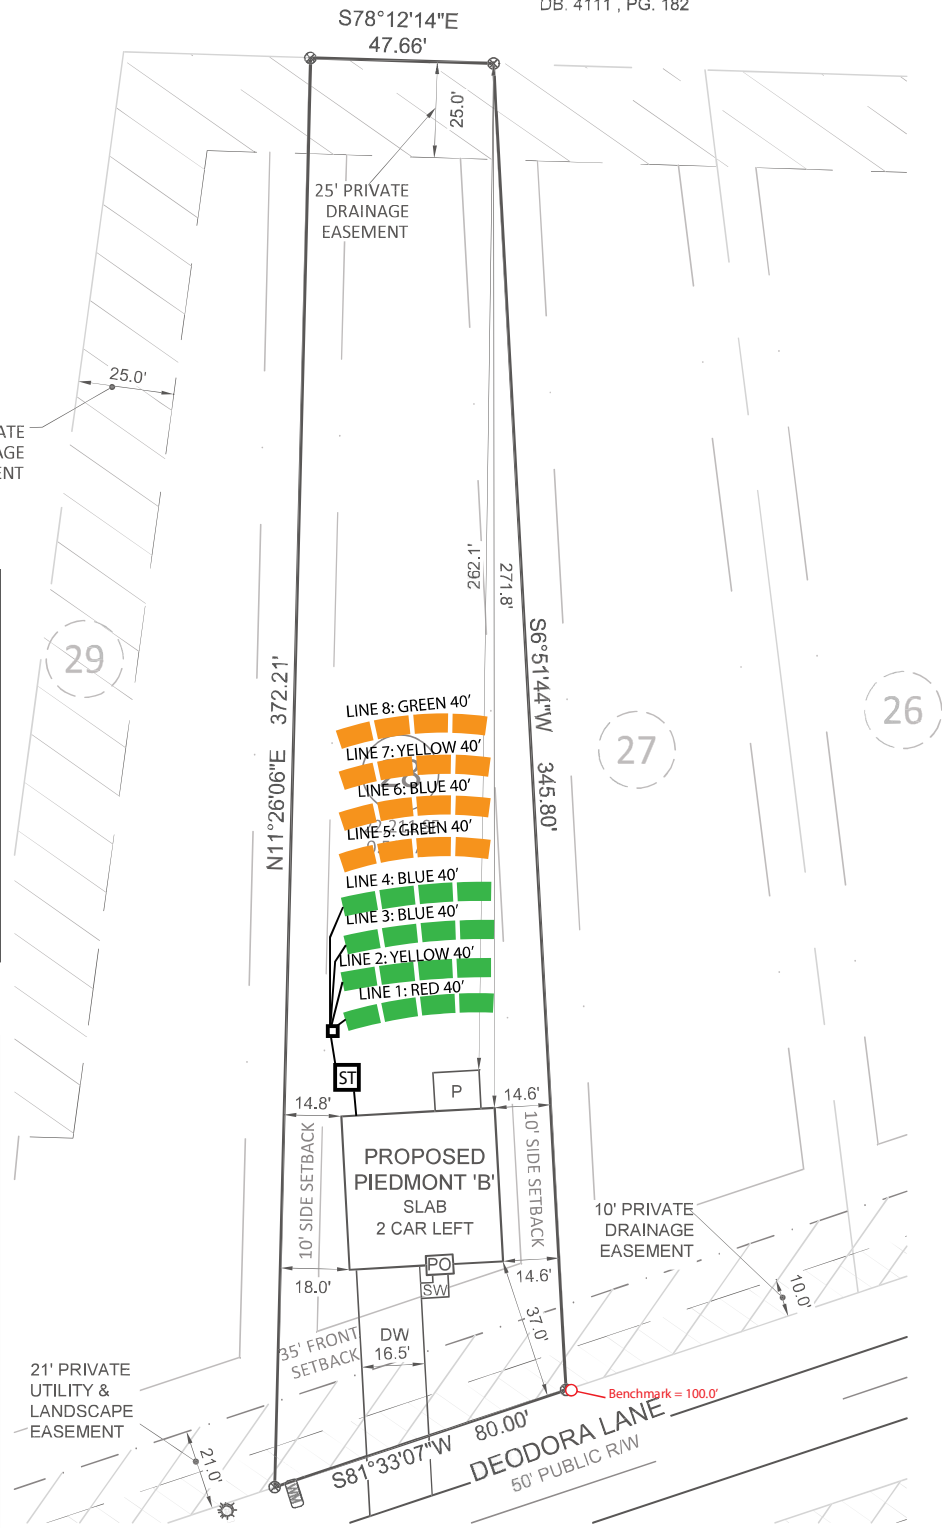 DB. 4111 , PG. 182
S78°12'14"E
47.66'
25.0'
25' PRIVATE
DRAINAGE
EASEMENT
25.0'
262.1'
271.8'
29
S6°51'44"W 345.80'
N11°26'06"E 372.21'
26
27
LINE 8: GREEN 40'
LINE 7: YELLOW 40'
28
LINE 6: BLUE 40'
LINE 5: GREEN 40'
LINE 4: BLUE 40'
LINE 3: BLUE 40'
LINE 2: YELLOW 40'
LINE 1: RED 40'
ST
P
14.8'
14.6'
10' SIDE SETBACK
10' SIDE SETBACK
PROPOSED
PIEDMONT 'B'
SLAB
2 CAR LEFT
10' PRIVATE
DRAINAGE
EASEMENT
PO
SW
18.0'
14.6'
10.0'
37.0'
35' FRONT
SETBACK
DW
16.5'
21' PRIVATE
UTILITY &
LANDSCAPE
EASEMENT
Benchmark = 100.0'
21.0'
S81°33'07"W 80.00'
DEODORA LANE
50' PUBLIC R/W
WM